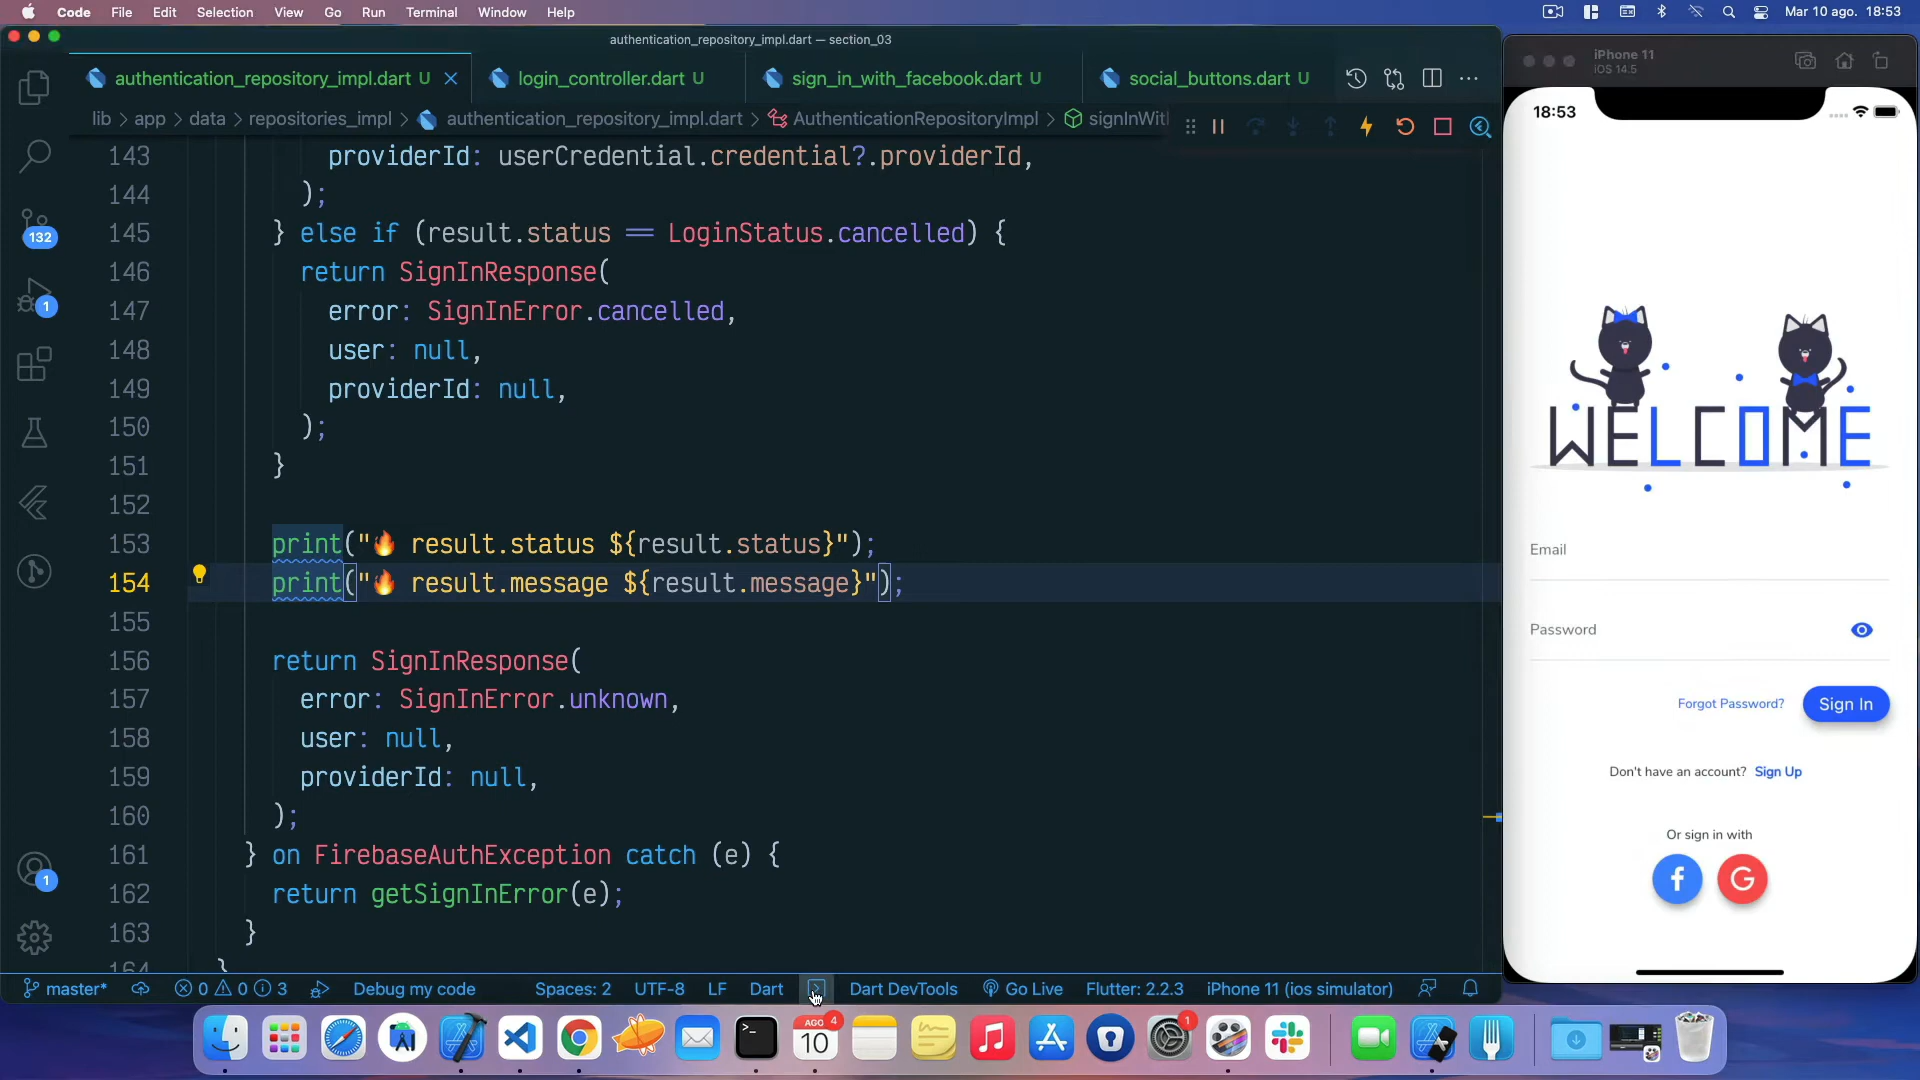 Code File Edit Selection View Go Run Terminal Window Help
Mar 10 ago. 18:53
authentication_repository_impl.dart — section_03
authentication_repository_impl.dart U
login_controller.dart U
sign_in_with_facebook.dart U
social_buttons.dart U
lib > app > data > repositories_impl > authentication_repository_impl.dart > AuthenticationRepositoryImpl > signInWit
143 providerId: userCredential.credential?.providerId,
144 );
145 } else if (result.status == LoginStatus.cancelled) {
146 return SignInResponse(
147 error: SignInError.cancelled,
148 user: null,
149 providerId: null,
150 );
151 }
152
153 print("🔥 result.status ${result.status}");
154 print("🔥 result.message ${result.message}");
155
156 return SignInResponse(
157 error: SignInError.unknown,
158 user: null,
159 providerId: null,
160 );
161 } on FirebaseAuthException catch (e) {
162 return getSignInError(e);
163 }
164 }
132
1
1
master* 0 0 3 Debug my code Spaces: 2 UTF-8 LF Dart Dart DevTools Go Live Flutter: 2.2.3 iPhone 11 (ios simulator)
iPhone 11
iOS 14.5
18:53
WELCOME
Email
Password
Forgot Password? Sign In
Don't have an account? Sign Up
Or sign in with
f G
AGO 4
10
1